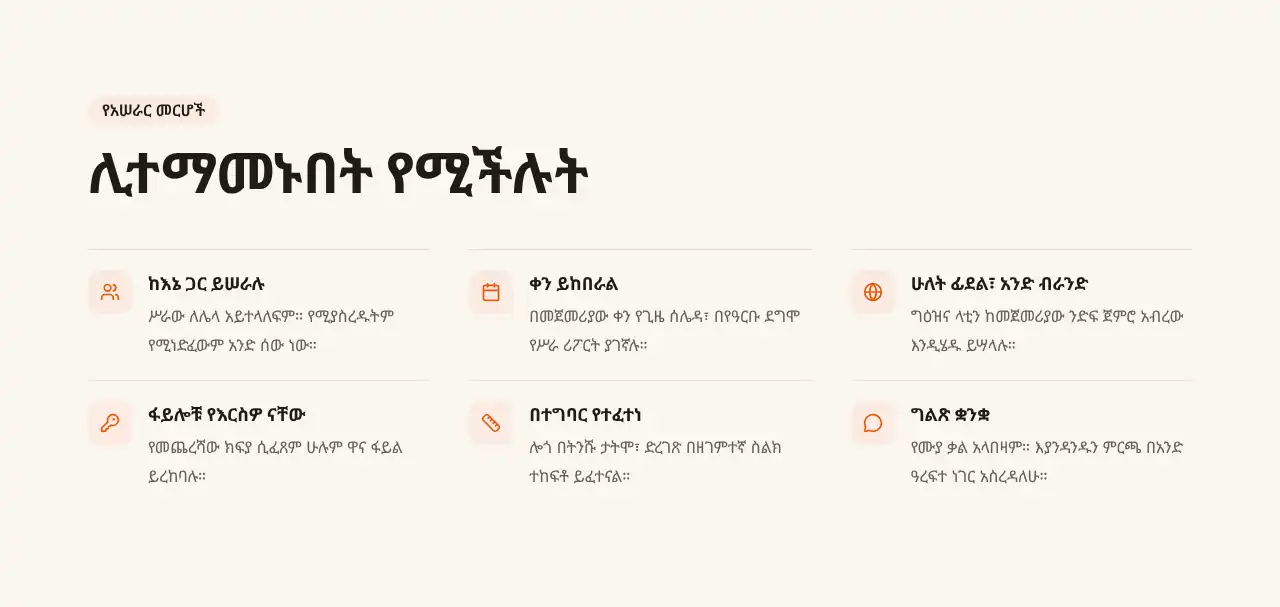 የአሠራር መርሆች
ሊተማመኑበት የሚችሉት
ከእኔ ጋር ይሠራሉ
ሥራው ለሌላ አይተላለፍም። የሚያስረዱትም
የሚነድፈውም አንድ ሰው ነው።
ቀን ይከበራል
በመጀመሪያው ቀን የጊዜ ሰሌዳ፣ በየዓርቡ ደግሞ
የሥራ ሪፖርት ያገኛሉ።
ሁለት ፊደል፣ አንድ ብራንድ
ግዕዝና ላቲን ከመጀመሪያው ንድፍ ጀምሮ አብረው
እንዲሄዱ ይሣላሉ።
ፋይሎቹ የእርስዎ ናቸው
የመጨረሻው ክፍያ ሲፈጸም ሁሉም ዋና ፋይል
ይረከባሉ።
በተግባር የተፈተነ
ሎጎ በትንሹ ታትሞ፣ ድረገጽ በዘገምተኛ ስልክ
ተከፍቶ ይፈተናል።
ግልጽ ቋንቋ
የሙያ ቃል አላበዛም። እያንዳንዱን ምርጫ በአንድ
ዓረፍተ ነገር አስረዳለሁ።